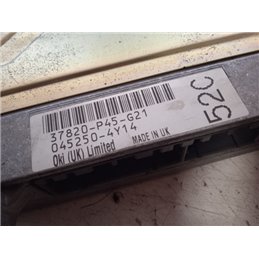 37820-P45-G21
045250-4Y14
Oki (UK) Limited MADE IN UK
52C